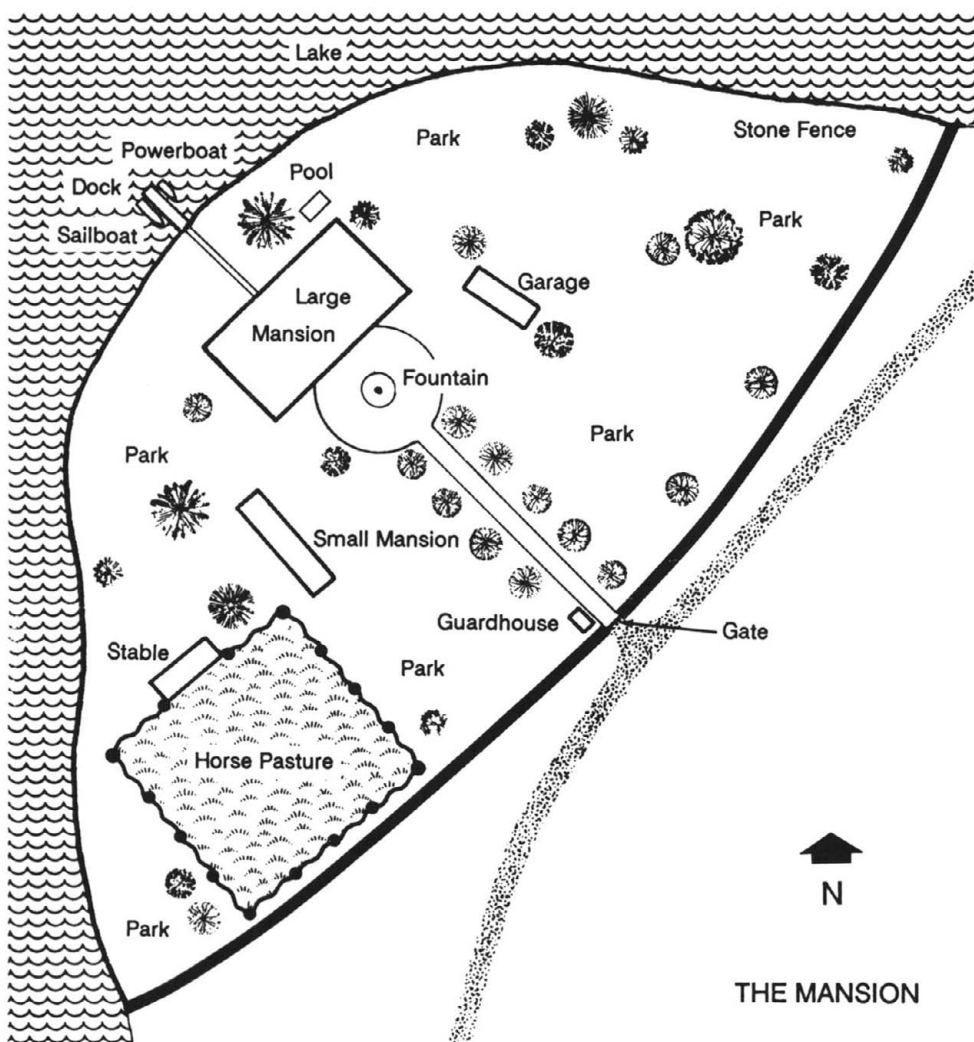 Lake
Park
Stone Fence
Powerboat
Pool
Dock
Park
Sailboat
Garage
Large
Mansion
Fountain
Park
Park
Small Mansion
Guardhouse
Gate
Stable
Park
Horse Pasture
N
Park
THE MANSION